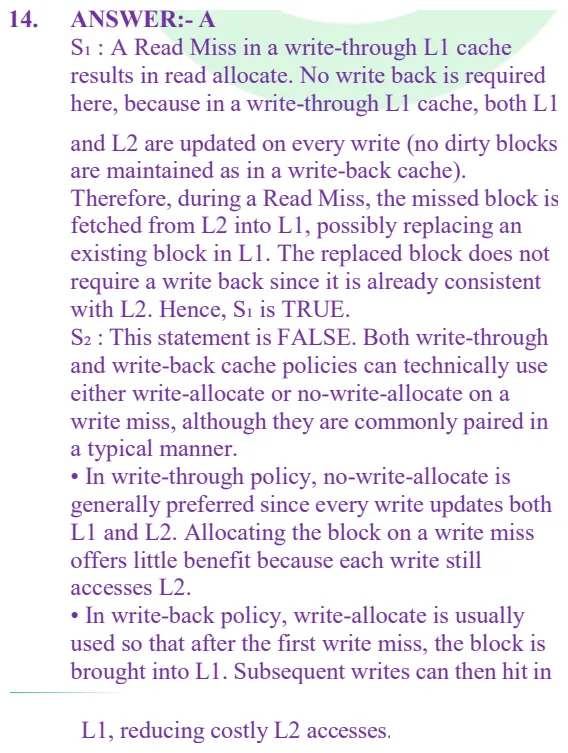 14. ANSWER:- A
S₁ : A Read Miss in a write-through L1 cache
results in read allocate. No write back is required
here, because in a write-through L1 cache, both L1
and L2 are updated on every write (no dirty blocks
are maintained as in a write-back cache).
Therefore, during a Read Miss, the missed block is
fetched from L2 into L1, possibly replacing an
existing block in L1. The replaced block does not
require a write back since it is already consistent
with L2. Hence, S₁ is TRUE.
S₂ : This statement is FALSE. Both write-through
and write-back cache policies can technically use
either write-allocate or no-write-allocate on a
write miss, although they are commonly paired in
a typical manner.
• In write-through policy, no-write-allocate is
generally preferred since every write updates both
L1 and L2. Allocating the block on a write miss
offers little benefit because each write still
accesses L2.
• In write-back policy, write-allocate is usually
used so that after the first write miss, the block is
brought into L1. Subsequent writes can then hit in
L1, reducing costly L2 accesses.